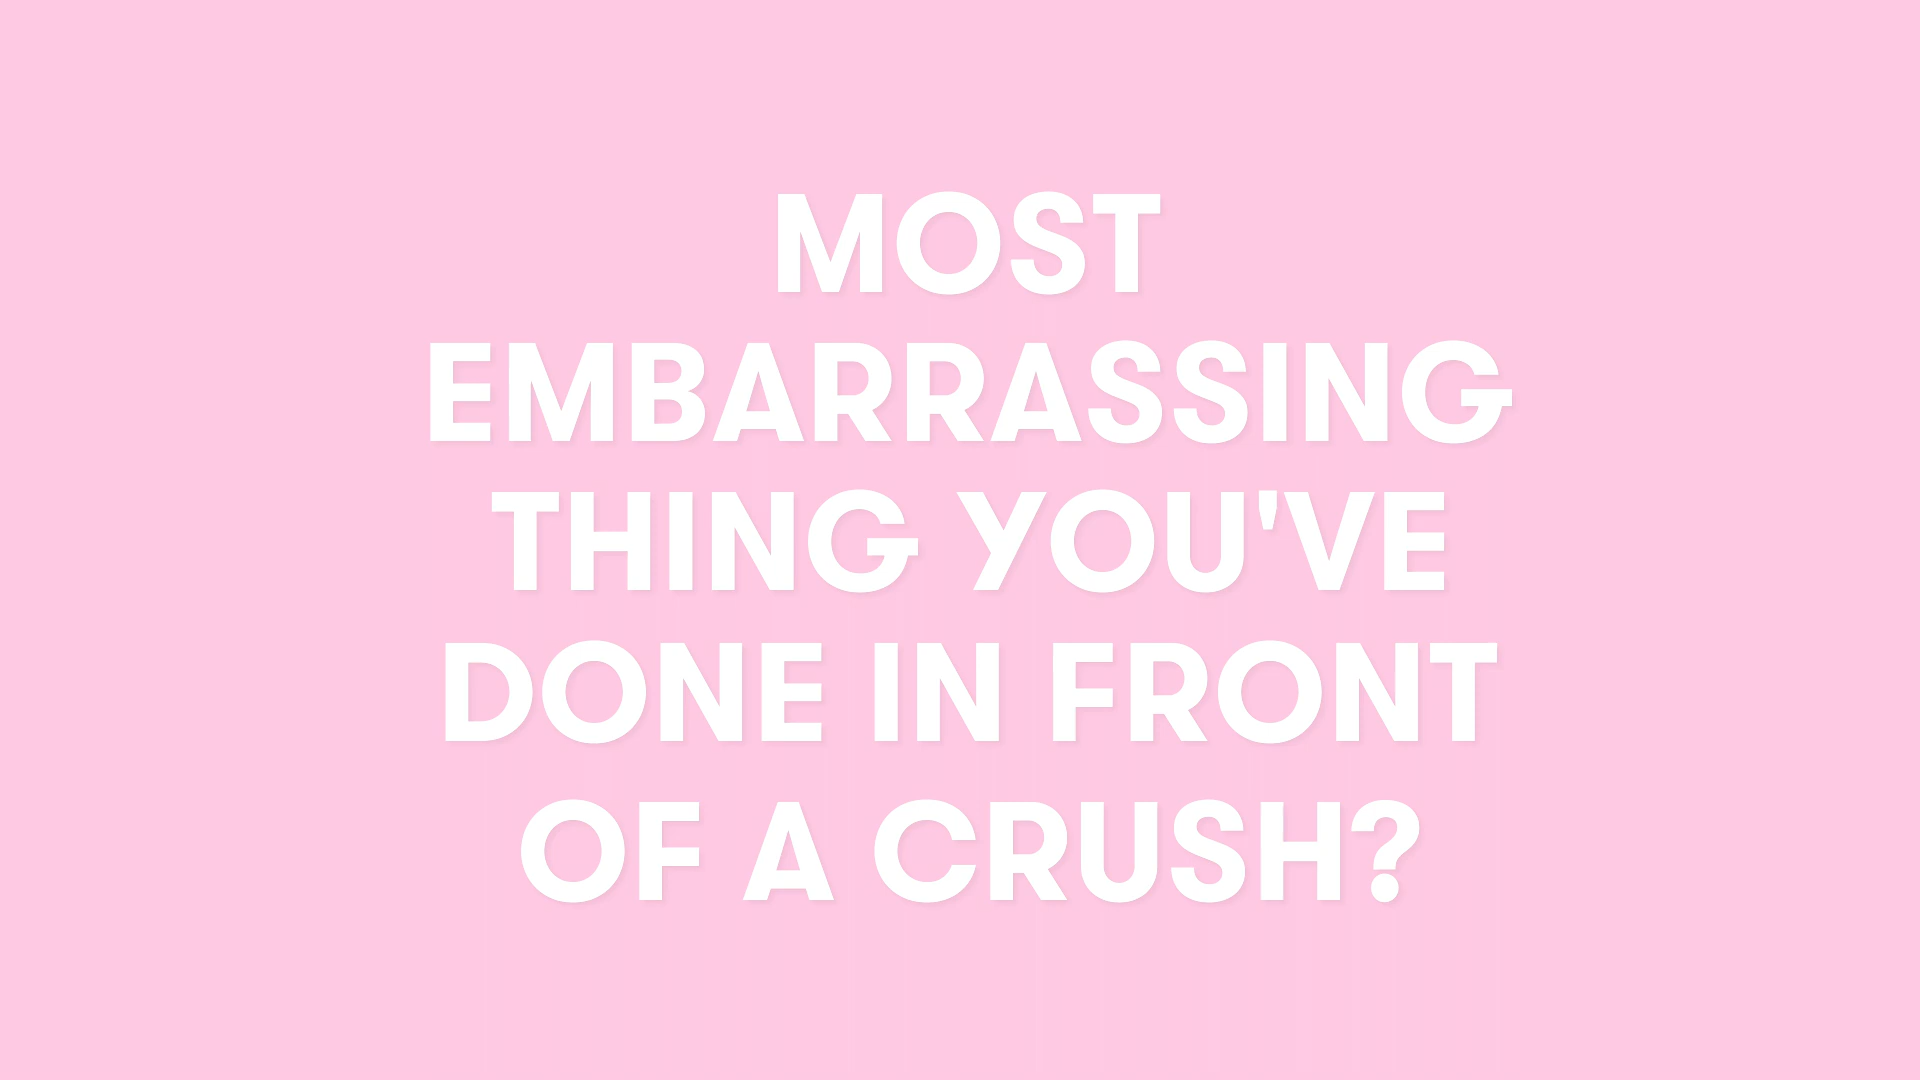 MOST
EMBARRASSING
THING YOU'VE
DONE IN FRONT
OF A CRUSH?